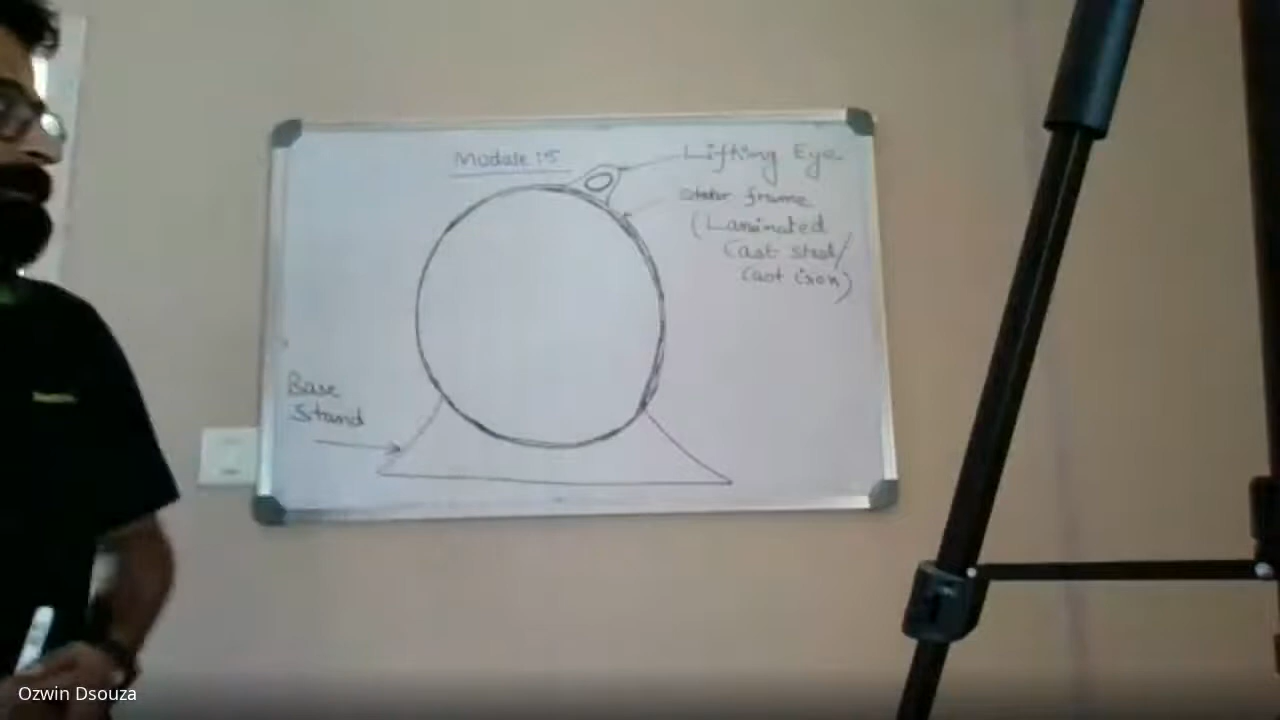 Module 15
Lifting Eye
Stator frame
(Laminated
Cast steel/
Cast iron)
Base
Stand
Ozwin Dsouza